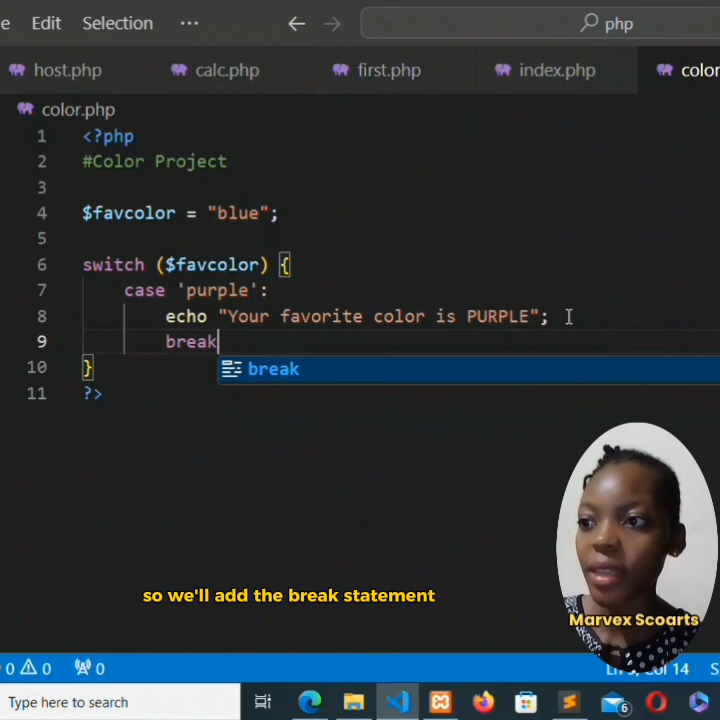 e Edit Selection ··· ← → php
host.php calc.php first.php index.php color
color.php
1 <?php
2 #Color Project
3
4 $favcolor = "blue";
5
6 switch ($favcolor) {
7 case 'purple':
8 echo "Your favorite color is PURPLE";
9 break
10 }
break
11 ?>
so we'll add the break statement
Marvex Scoarts
0 0 0 Col 14 S
Type here to search 6